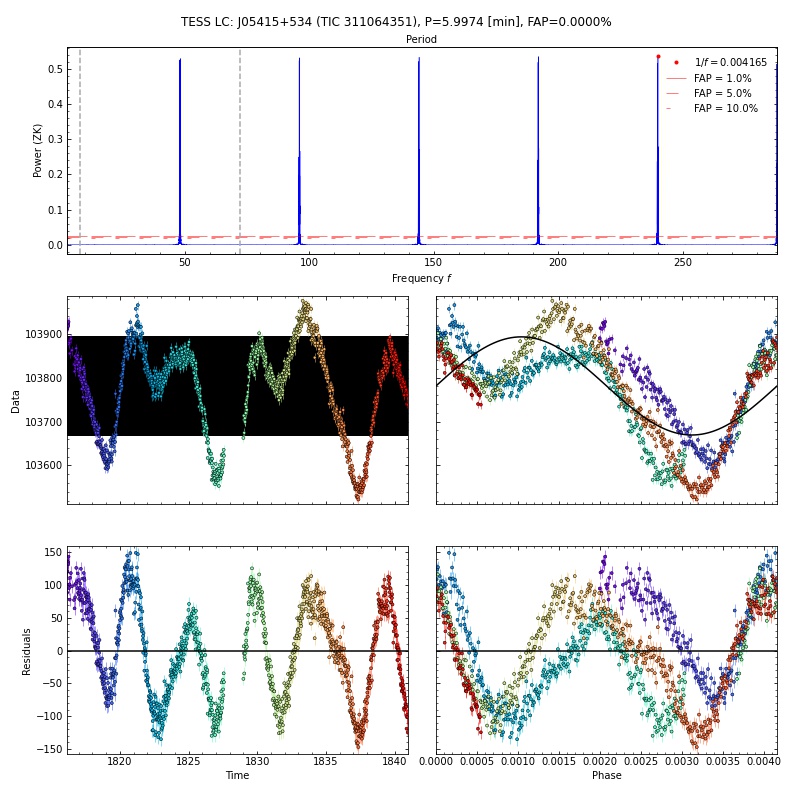 TESS LC: J05415+534 (TIC 311064351), P=5.9974 [min], FAP=0.0000%
Period
Power (ZK)
0.5
0.4
0.3
0.2
0.1
0.0
1/f = 0.004165
FAP = 1.0%
FAP = 5.0%
FAP = 10.0%
50 100 150 200 250
Frequency f
Data
103900
103800
103700
103600
Residuals
150
100
50
0
−50
−100
−150
1820 1825 1830 1835 1840
Time
0.0000 0.0005 0.0010 0.0015 0.0020 0.0025 0.0030 0.0035 0.0040
Phase